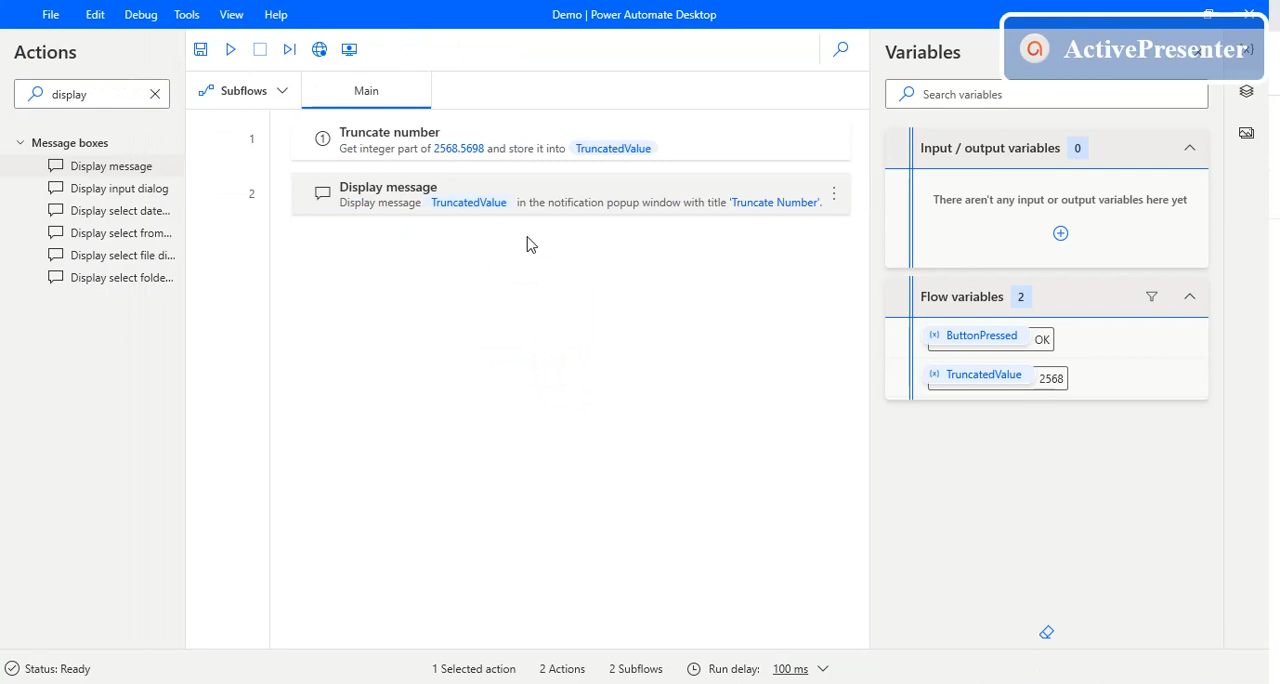 File Edit Debug Tools View Help
Demo | Power Automate Desktop
ActivePresenter
Actions
display
Message boxes
Display message
Display input dialog
Display select date...
Display select from...
Display select file di...
Display select folde...
Subflows
Main
1
Truncate number
Get integer part of 2568.5698 and store it into TruncatedValue
2
Display message
Display message TruncatedValue in the notification popup window with title 'Truncate Number'.
Variables
Search variables
Input / output variables 0
There aren't any input or output variables here yet
Flow variables 2
(x) ButtonPressed OK
(x) TruncatedValue 2568
Status: Ready
1 Selected action
2 Actions
2 Subflows
Run delay: 100 ms